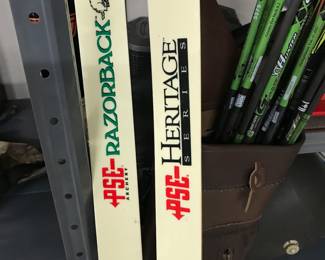 PSE RAZORBACK
ARCHERY
PSE HERITAGE
SERIES